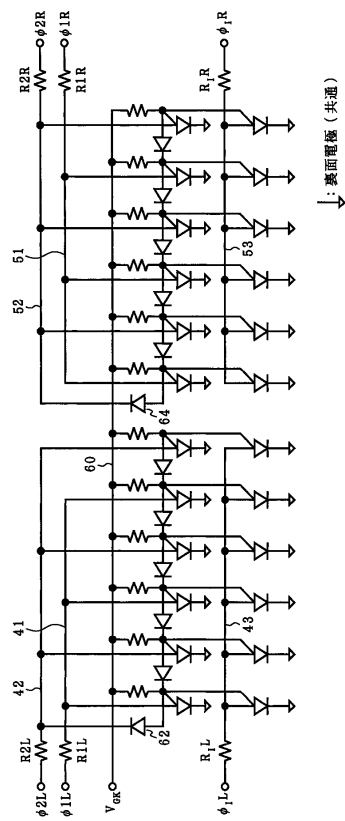 φ2R
φ1R
φIR
R2R
R1R
RIR
51
52
53
64
60
41
42
43
62
R2L
R1L
RIL
φ2L
φ1L
VGK
φIL
: 裏面電極 (共通)